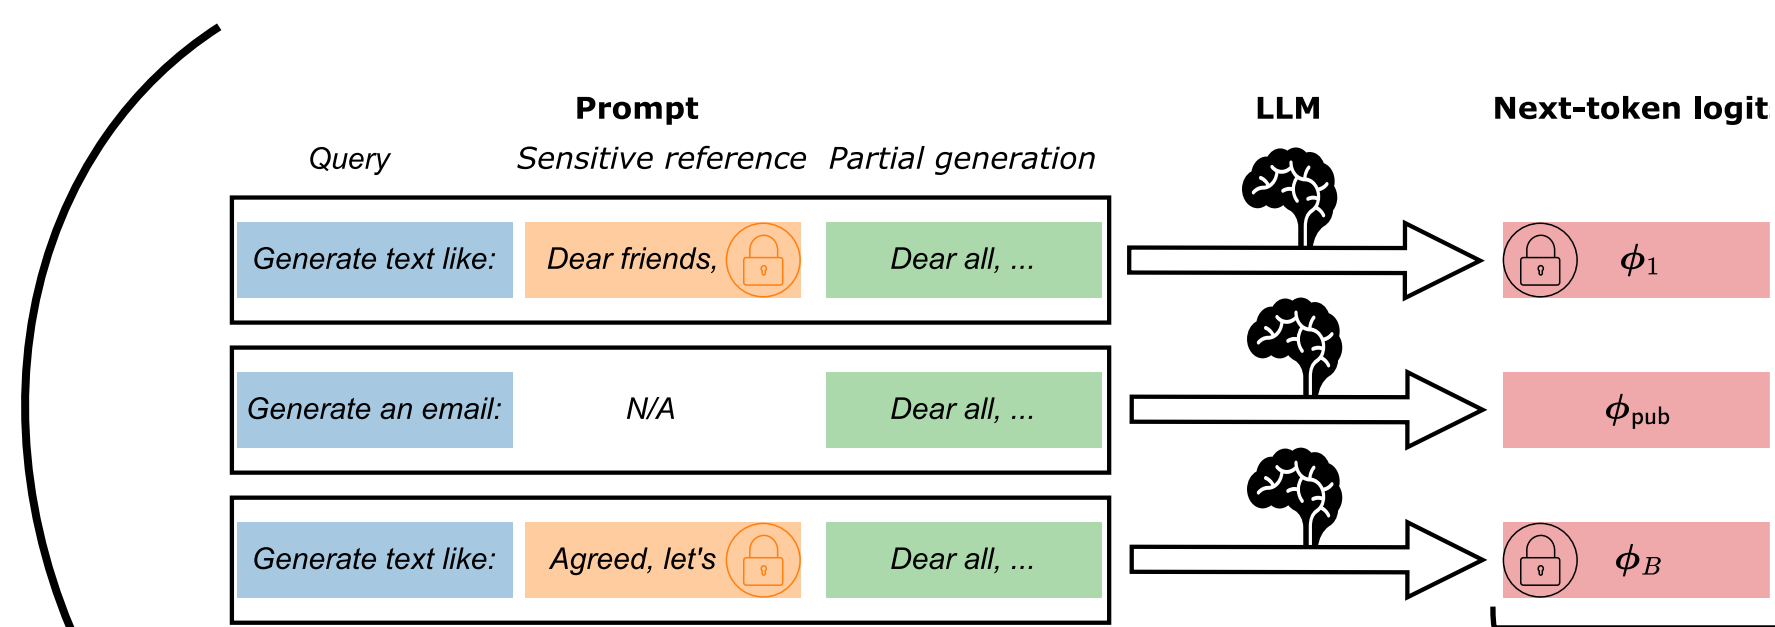 Prompt LLM Next-token logit
Query Sensitive reference Partial generation
Generate text like: Dear friends, Dear all, ... ϕ1
Generate an email: N/A Dear all, ... ϕpub
Generate text like: Agreed, let's Dear all, ... ϕB